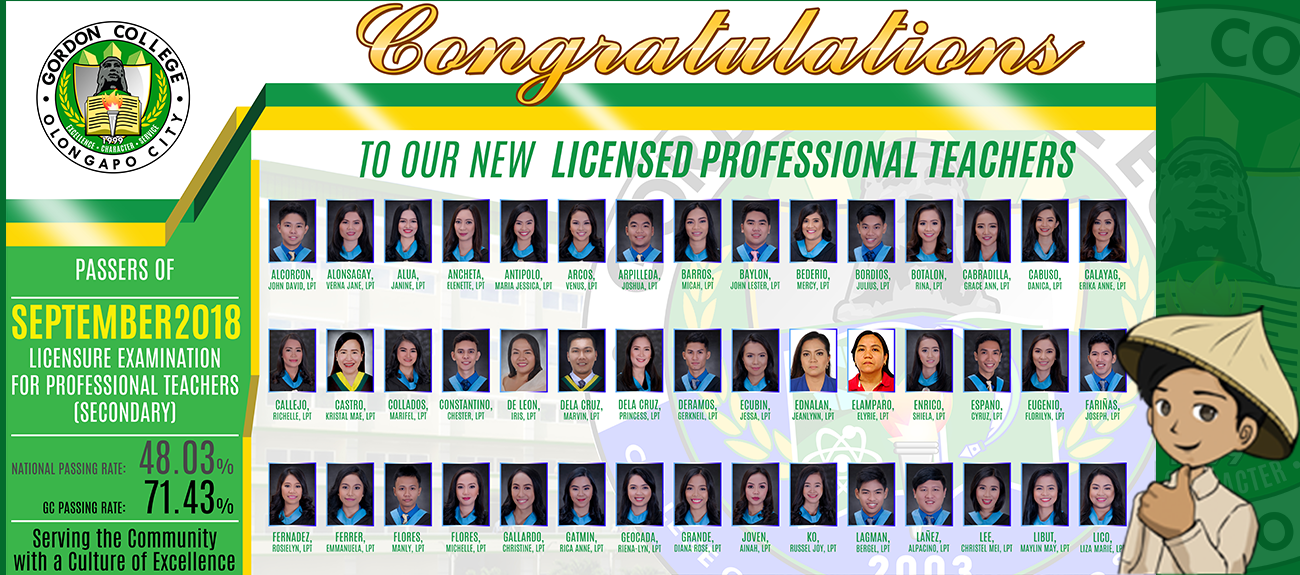 GORDON COLLEGE
EXCELLENCE • CHARACTER • SERVICE
1999
OLONGAPO CITY
Congratulations
TO OUR NEW LICENSED PROFESSIONAL TEACHERS
PASSERS OF
SEPTEMBER 2018
LICENSURE EXAMINATION
FOR PROFESSIONAL TEACHERS
(SECONDARY)
NATIONAL PASSING RATE: 48.03%
GC PASSING RATE: 71.43%
Serving the Community
with a Culture of Excellence
ALCORCON,
JOHN DAVID, LPT
ALONSAGAY,
VERNA JANE, LPT
ALUA,
JANINE, LPT
ANCHETA,
ELENETTE, LPT
ANTIPOLO,
MARIA JESSICA, LPT
ARCOS,
VENUS, LPT
ARPILLEDA,
JOSHUA, LPT
BARROS,
MICAH, LPT
BAYLON,
JOHN LESTER, LPT
BEDERIO,
MERCY, LPT
BORDIOS,
JULIUS, LPT
BOTALON,
RINA, LPT
CABRADILLA,
GRACE ANN, LPT
CABUSO,
DANICA, LPT
CALAYAG,
ERIKA ANNE, LPT
CALLEJO,
RICHELLE, LPT
CASTRO,
KRISTAL MAE, LPT
COLLADOS,
MARIFEL, LPT
CONSTANTINO,
CHESTER, LPT
DE LEON,
IRIS, LPT
DELA CRUZ,
MARVIN, LPT
DELA CRUZ,
PRINCESS, LPT
DERAMOS,
GERKNEIL, LPT
ECUBIN,
JESSA, LPT
EDNALAN,
JEANLYNN, LPT
ELAMPARO,
ELYRIE, LPT
ENRICO,
SHIELA, LPT
ESPANO,
CYRUZ, LPT
EUGENIO,
FLORILYN, LPT
FARIÑAS,
JOSEPH, LPT
FERNADEZ,
ROSIELYN, LPT
FERRER,
EMMANUELA, LPT
FLORES,
MANLY, LPT
FLORES,
MICHELLE, LPT
GALLARDO,
CHRISTINE, LPT
GATMIN,
RICA ANNE, LPT
GEOCADA,
RIENA-LYN, LPT
GRANDE,
DIANA ROSE, LPT
JOVEN,
AINAH, LPT
KO,
RUSSEL JOY, LPT
LAGMAN,
BERGEL, LPT
LAÑEZ,
ALPACINO, LPT
LEE,
CHRISTEL MEI, LPT
LIBUT,
MAYLIN MAY, LPT
LICO,
LIZA MARIE,
2003